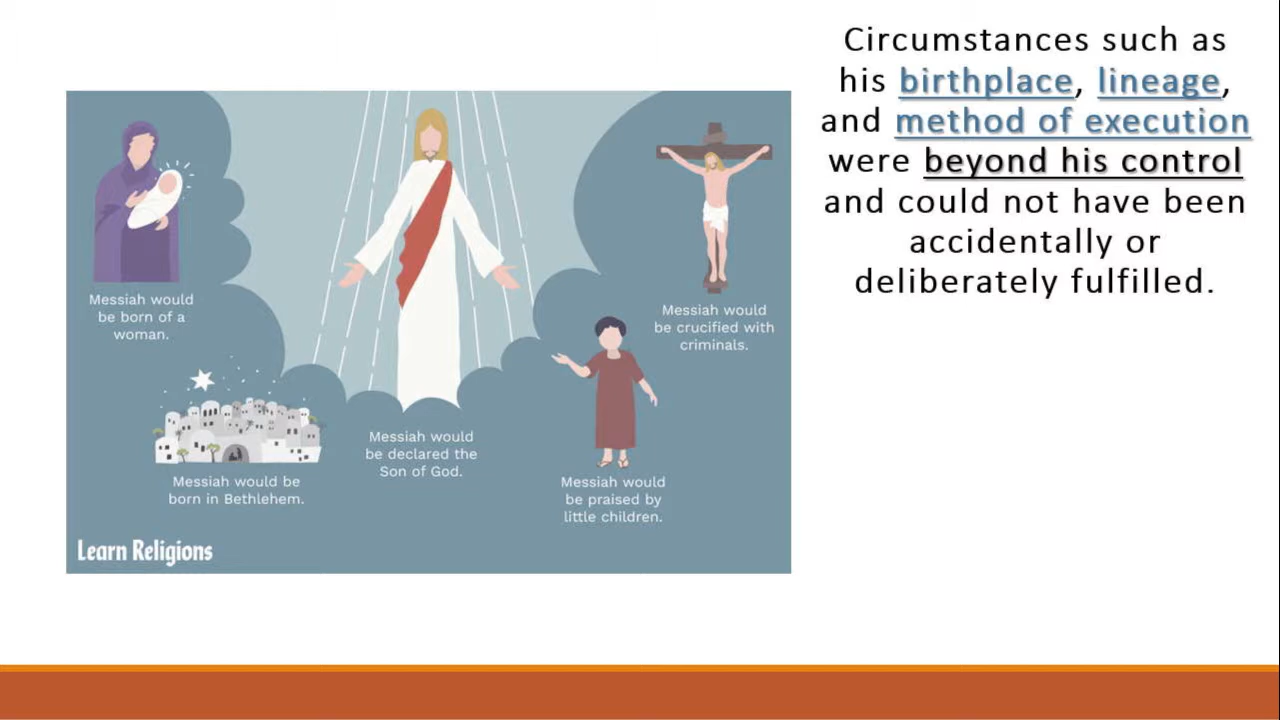 Circumstances such as
his birthplace, lineage,
and method of execution
were beyond his control
and could not have been
accidentally or
deliberately fulfilled.
Messiah would
be born of a
woman.
Messiah would be
born in Bethlehem.
Messiah would
be declared the
Son of God.
Messiah would
be praised by
little children.
Messiah would
be crucified with
criminals.
Learn Religions